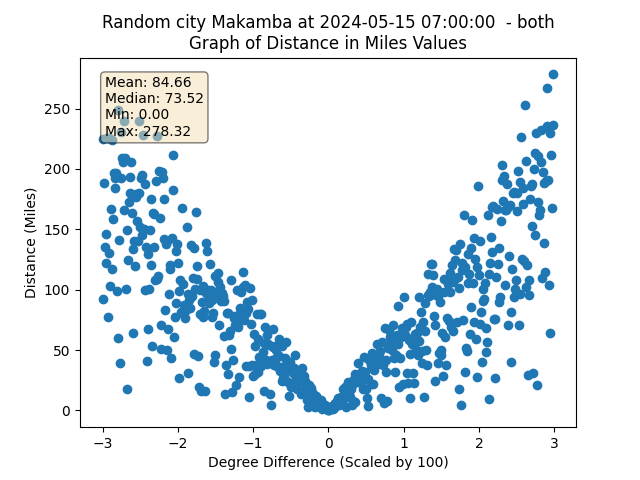 Random city Makamba at 2024-05-15 07:00:00  - both
Graph of Distance in Miles Values
Mean: 84.66
Median: 73.52
Min: 0.00
Max: 278.32
Distance (Miles)
250
200
150
100
50
0
−3
−2
−1
0
1
2
3
Degree Difference (Scaled by 100)